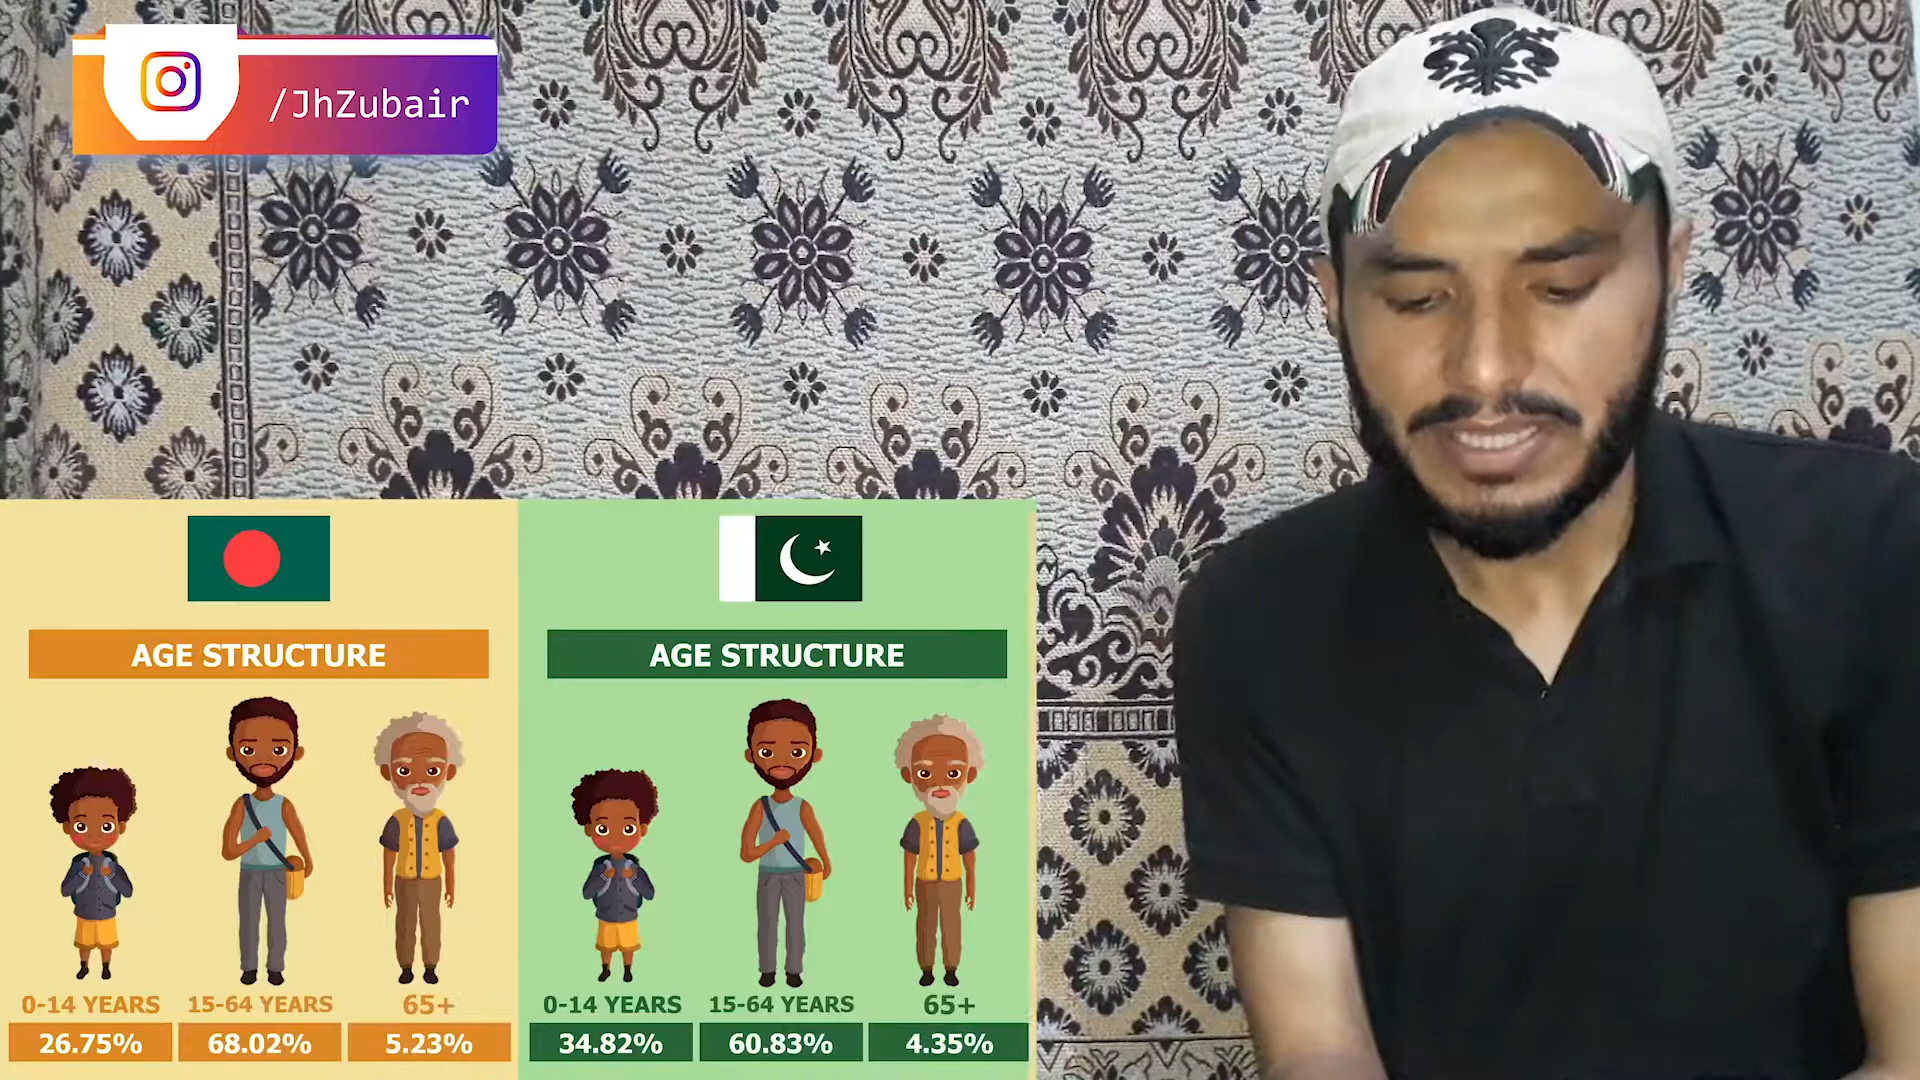 /JhZubair
AGE STRUCTURE
0-14 YEARS 15-64 YEARS 65+
26.75% 68.02% 5.23%
AGE STRUCTURE
0-14 YEARS 15-64 YEARS 65+
34.82% 60.83% 4.35%